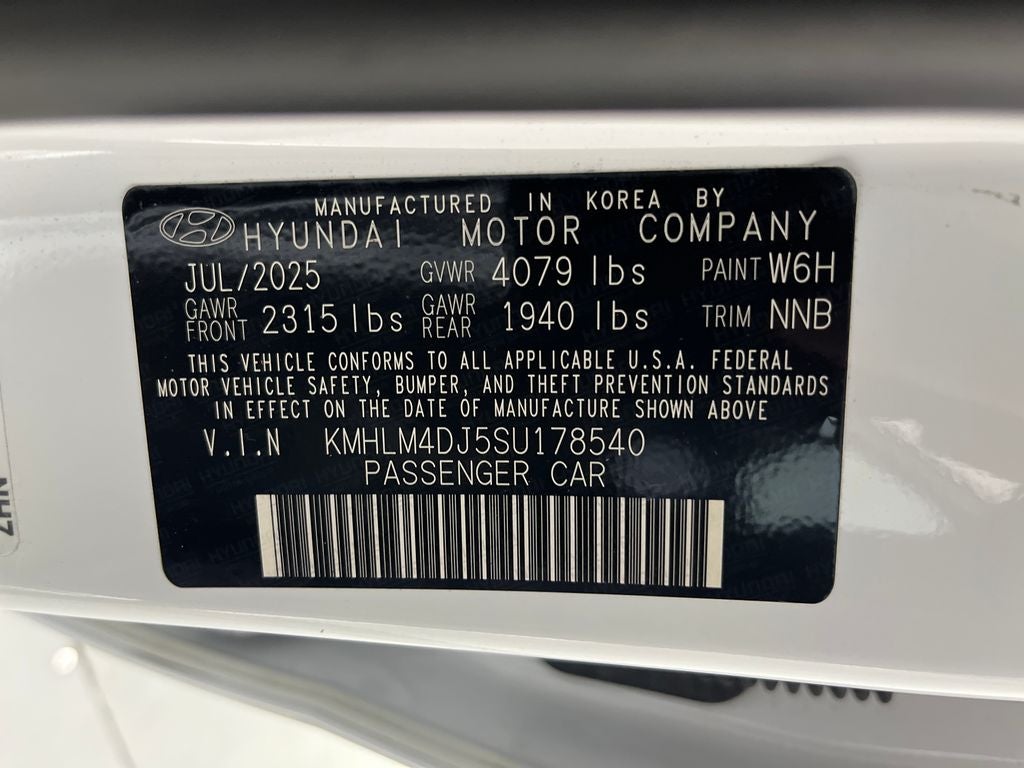 MANUFACTURED IN KOREA BY
HYUNDAI MOTOR COMPANY
JUL/2025 GVWR 4079 lbs PAINT W6H
GAWR FRONT 2315 lbs GAWR REAR 1940 lbs TRIM NNB
THIS VEHICLE CONFORMS TO ALL APPLICABLE U.S.A. FEDERAL
MOTOR VEHICLE SAFETY, BUMPER, AND THEFT PREVENTION STANDARDS
IN EFFECT ON THE DATE OF MANUFACTURE SHOWN ABOVE
V.I.N KMHLM4DJ5SU178540
PASSENGER CAR